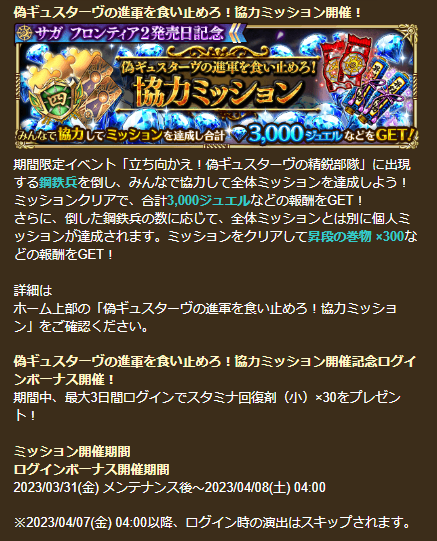 偽ギュスターヴの進軍を食い止めろ！協力ミッション開催！
サガ フロンティア2発売日記念
偽ギュスターヴの進軍を食い止めろ！
協力ミッション
四
みんなで協力してミッションを達成し合計 3,000ジュエルなどをGET！
期間限定イベント「立ち向かえ！偽ギュスターヴの精鋭部隊」に出現
する鋼鉄兵を倒し、みんなで協力して全体ミッションを達成しよう！
ミッションクリアで、合計3,000ジュエルなどの報酬をGET！
さらに、倒した鋼鉄兵の数に応じて、全体ミッションとは別に個人ミ
ッションが達成されます。ミッションをクリアして昇段の巻物 ×300な
どの報酬をGET！
詳細は
ホーム上部の「偽ギュスターヴの進軍を食い止めろ！協力ミッショ
ン」をご確認ください。
偽ギュスターヴの進軍を食い止めろ！協力ミッション開催記念ログイ
ンボーナス開催！
期間中、最大3日間ログインでスタミナ回復剤（小）×30をプレゼン
ト！
ミッション開催期間
ログインボーナス開催期間
2023/03/31(金) メンテナンス後～2023/04/08(土) 04:00
※2023/04/07(金) 04:00以降、ログイン時の演出はスキップされます。